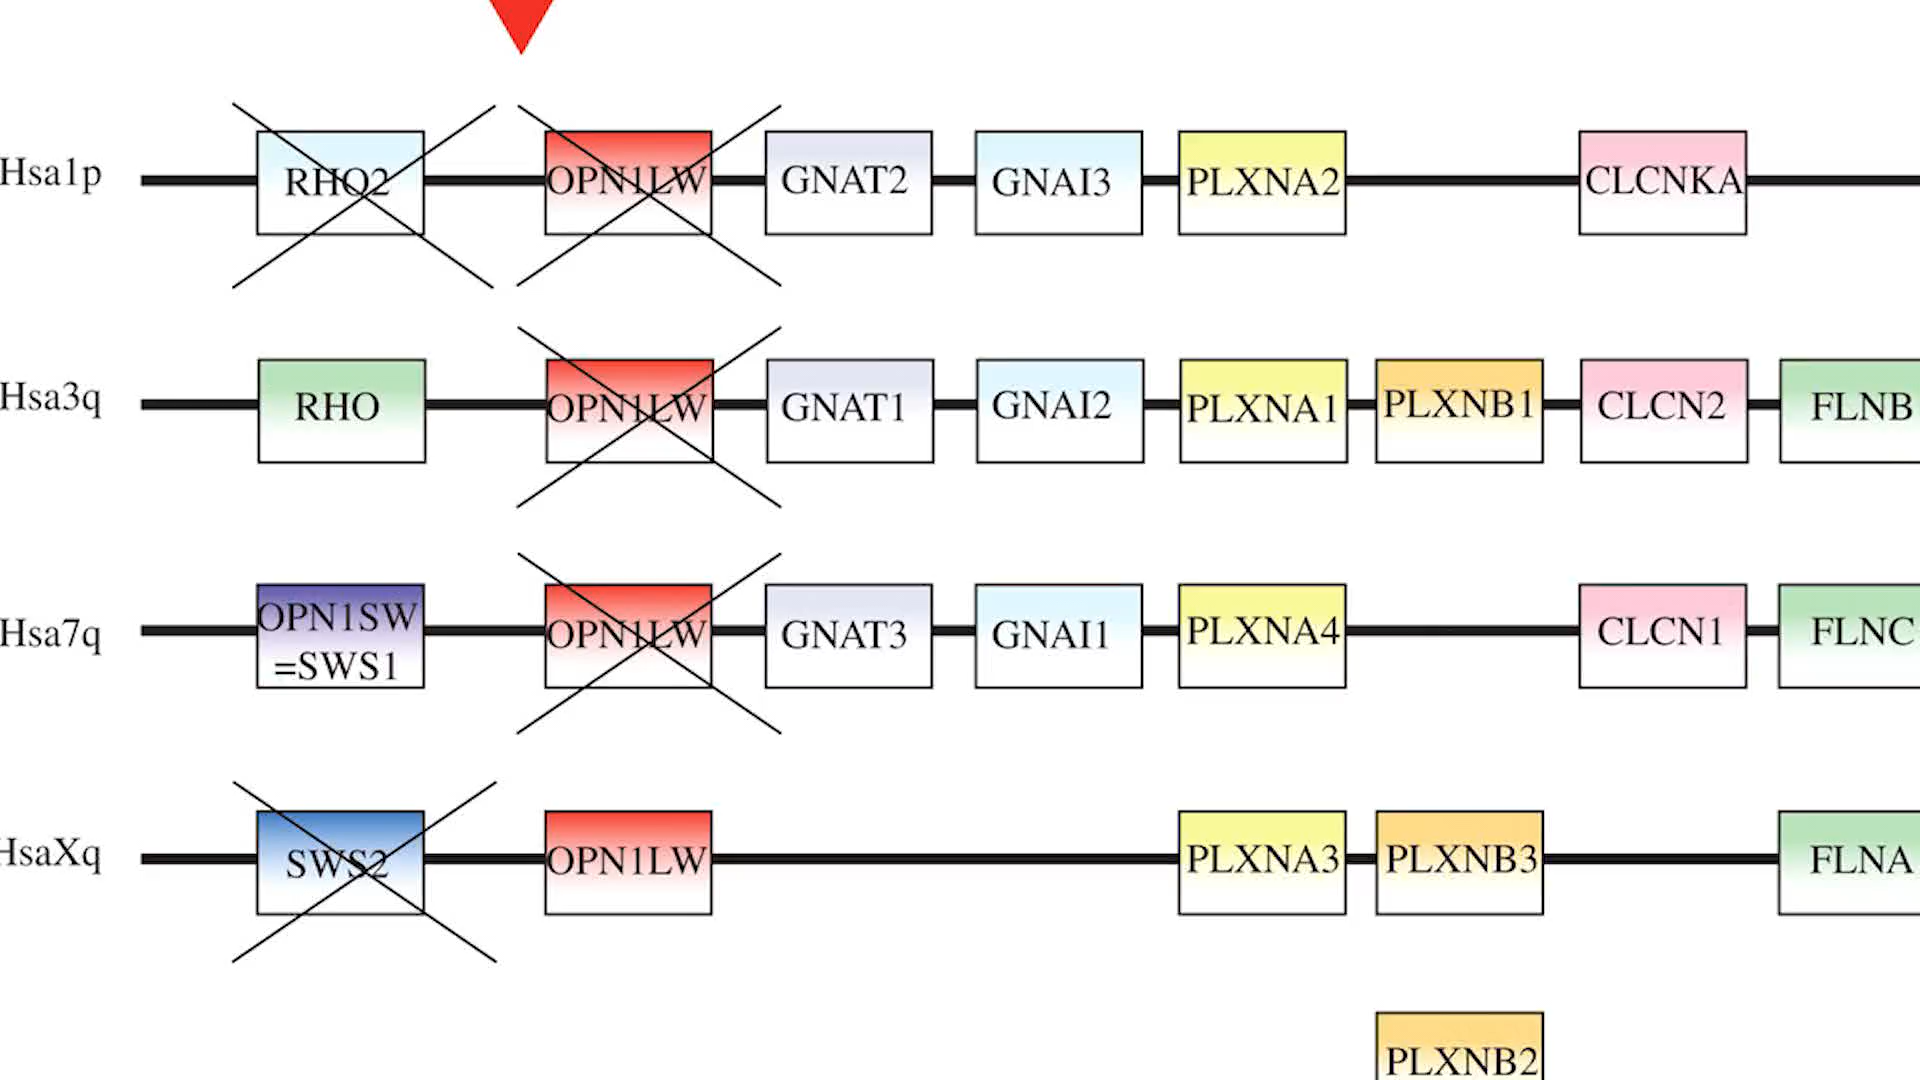 Hsa1p RHO2 OPN1LW GNAT2 GNAI3 PLXNA2 CLCNKA
Hsa3q RHO OPN1LW GNAT1 GNAI2 PLXNA1 PLXNB1 CLCN2 FLNB
Hsa7q OPN1SW =SWS1 OPN1LW GNAT3 GNAI1 PLXNA4 CLCN1 FLNC
HsaXq SWS2 OPN1LW PLXNA3 PLXNB3 FLNA
PLXNB2